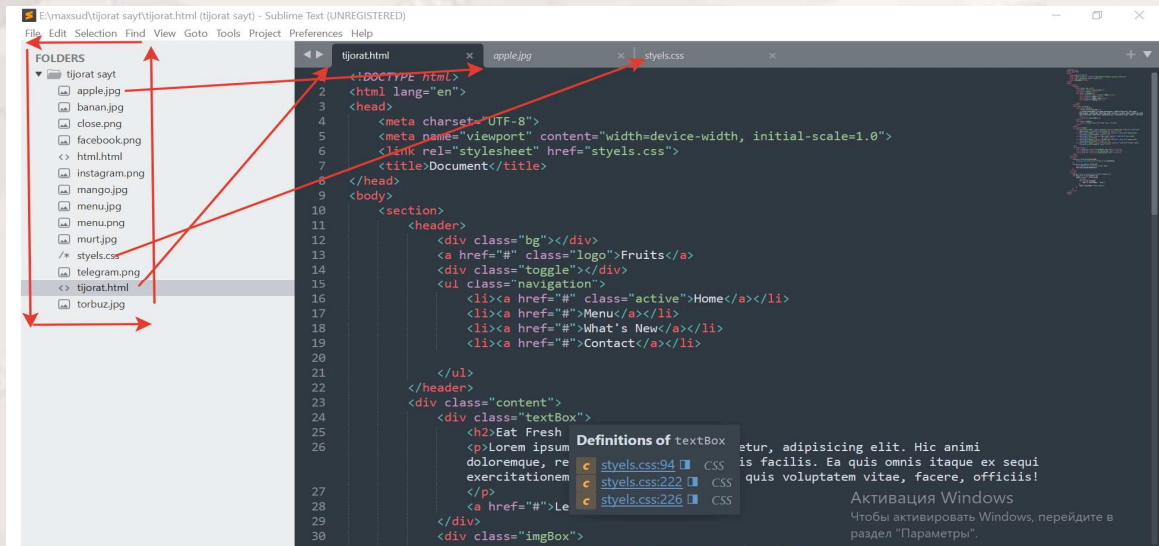 E:\maxsud\tijorat sayt\tijorat.html (tijorat sayt) - Sublime Text (UNREGISTERED)
File Edit Selection Find View Goto Tools Project Preferences Help
FOLDERS
tijorat sayt
apple.jpg
banan.jpg
close.png
facebook.png
<> html.html
instagram.png
mango.jpg
menu.jpg
menu.png
murt.jpg
/* styels.css
telegram.png
<> tijorat.html
torbuz.jpg
tijorat.html × apple.jpg × styels.css ×
<!DOCTYPE html>
2 <html lang="en">
3 <head>
4 <meta charset="UTF-8">
5 <meta name="viewport" content="width=device-width, initial-scale=1.0">
6 <link rel="stylesheet" href="styels.css">
7 <title>Document</title>
8 </head>
9 <body>
10 <section>
11 <header>
12 <div class="bg"></div>
13 <a href="#" class="logo">Fruits</a>
14 <div class="toggle"></div>
15 <ul class="navigation">
16 <li><a href="#" class="active">Home</a></li>
17 <li><a href="#">Menu</a></li>
18 <li><a href="#">What's New</a></li>
19 <li><a href="#">Contact</a></li>
20
21 </ul>
22 </header>
23 <div class="content">
24 <div class="textBox">
25 <h2>Eat Fresh
26 <p>Lorem ipsum etur, adipisicing elit. Hic animi
doloremque, re is facilis. Ea quis omnis itaque ex sequi
exercitationem quis voluptatem vitae, facere, officiis!
27 </p>
28 <a href="#">Le
29 </div>
30 <div class="imgBox">
Definitions of textBox
c styels.css:94 CSS
c styels.css:222 CSS
c styels.css:226 CSS
Активация Windows
Чтобы активировать Windows, перейдите в
раздел "Параметры".